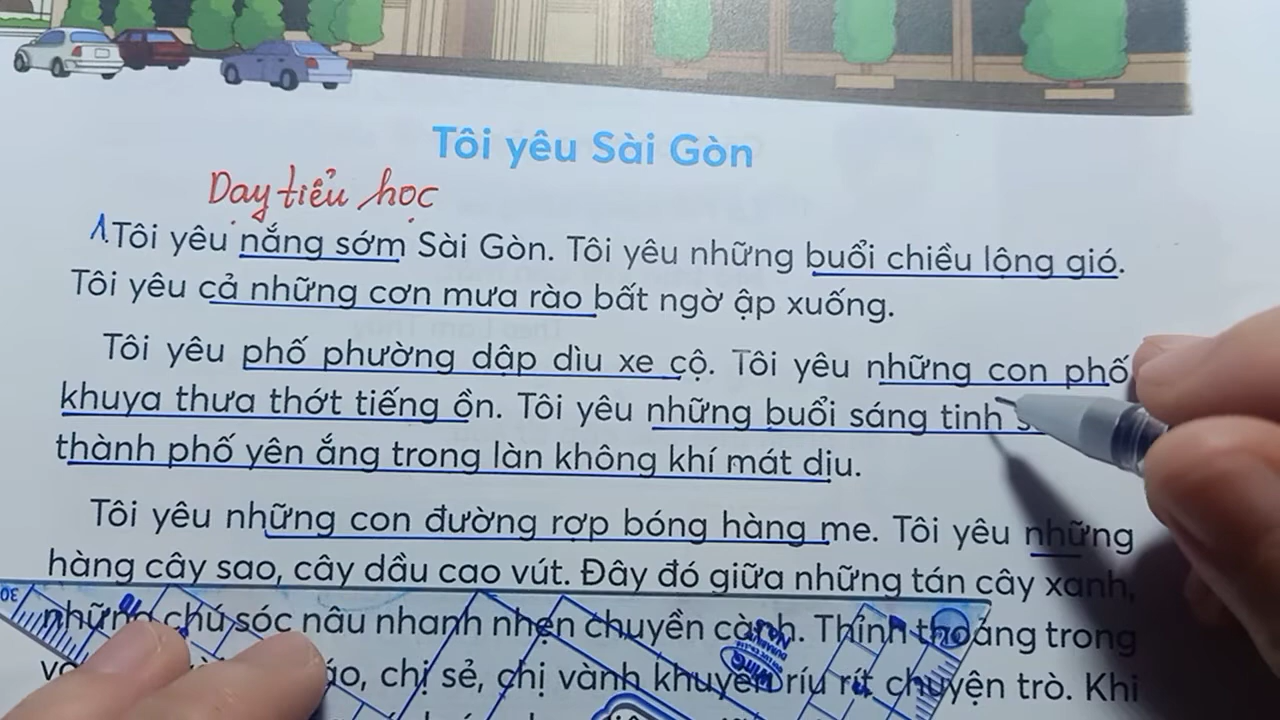 Tôi yêu Sài Gòn
Dạy tiểu học
1. Tôi yêu nắng sớm Sài Gòn. Tôi yêu những buổi chiều lộng gió.
Tôi yêu cả những cơn mưa rào bất ngờ ập xuống.
Tôi yêu phố phường dập dìu xe cộ. Tôi yêu những con phố
khuya thưa thớt tiếng ồn. Tôi yêu những buổi sáng tinh
thành phố yên ắng trong làn không khí mát dịu.
Tôi yêu những con đường rợp bóng hàng me. Tôi yêu những
hàng cây sao, cây dầu cao vút. Đây đó giữa những tán cây xanh,
những chú sóc nâu nhanh nhẹn chuyền cành. Thỉnh thoảng trong
chị sẻ, chị vành khuyên ríu rít chuyện trò. Khi